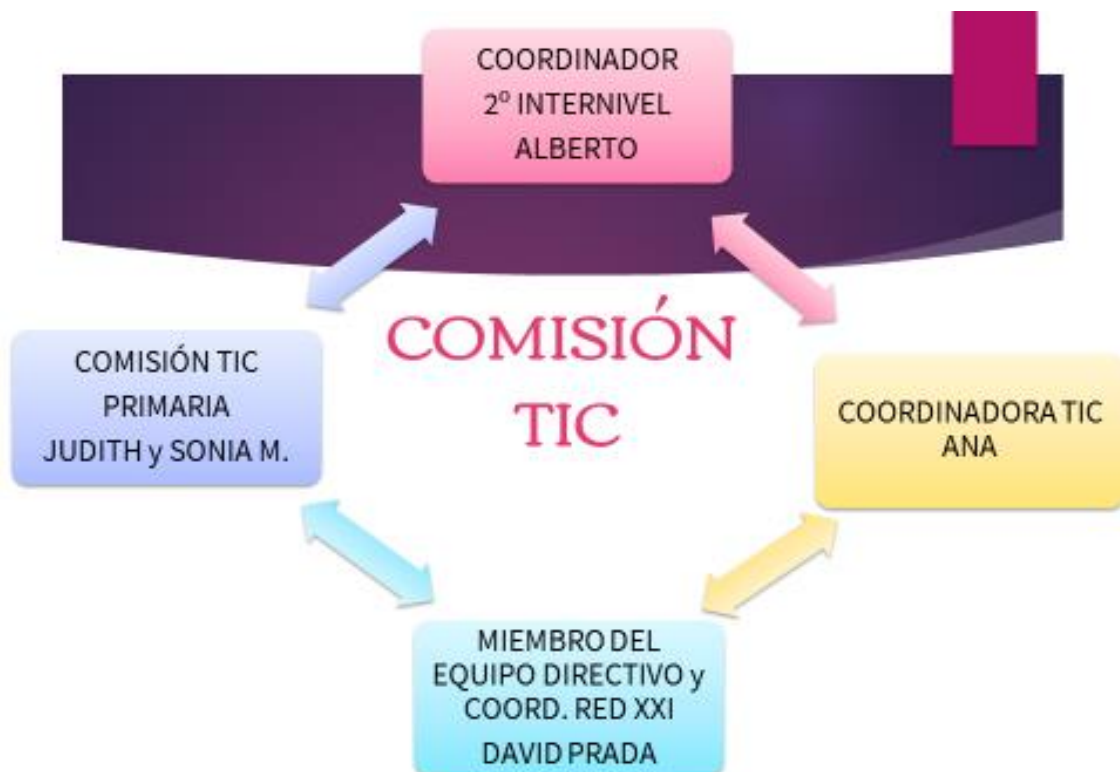 COORDINADOR
2º INTERNIVEL
ALBERTO
COMISIÓN
TIC
COMISIÓN TIC
PRIMARIA
JUDITH y SONIA M.
COORDINADORA TIC
ANA
MIEMBRO DEL
EQUIPO DIRECTIVO y
COORD. RED XXI
DAVID PRADA